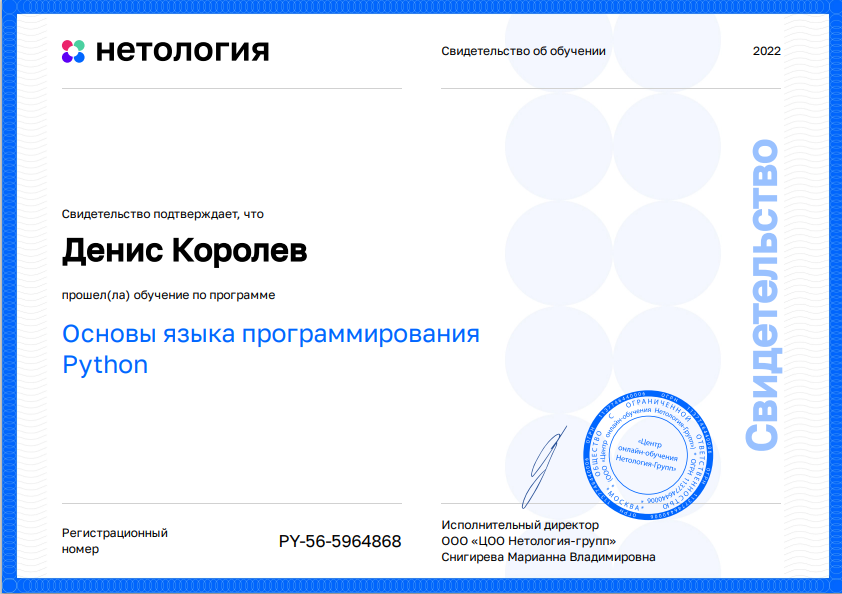 нетология
Свидетельство об обучении
2022
Свидетельство подтверждает, что
Денис Королев
прошел(ла) обучение по программе
Основы языка программирования
Python
Свидетельство
ОБЩЕСТВО С ОГРАНИЧЕННОЙ ОТВЕТСТВЕННОСТЬЮ
*МОСКВА*
ООО «Центр онлайн-обучения Нетология-Групп» * ОГРН 1137746440006
«Центр
онлайн-обучения
Нетология-Групп»
Регистрационный
номер
PY-56-5964868
Исполнительный директор
ООО «ЦОО Нетология-групп»
Снигирева Марианна Владимировна